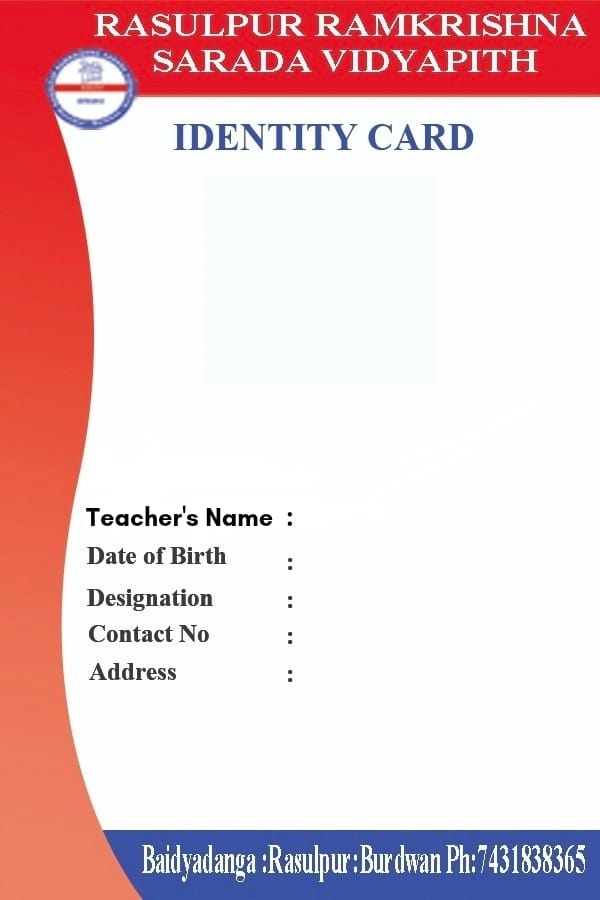 RASULPUR RAMKRISHNA
SARADA VIDYAPITH
IDENTITY CARD
Teacher's Name :
Date of Birth :
Designation :
Contact No :
Address :
Baidyadanga :Rasulpur:Burdwan Ph:7431838365